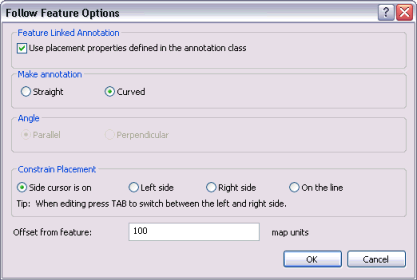 Follow Feature Options
Feature Linked Annotation
Use placement properties defined in the annotation class
Make annotation
Straight
Curved
Angle
Parallel
Perpendicular
Constrain Placement
Side cursor is on
Left side
Right side
On the line
Tip: When editing press TAB to switch between the left and right side.
Offset from feature:
100
map units
OK
Cancel